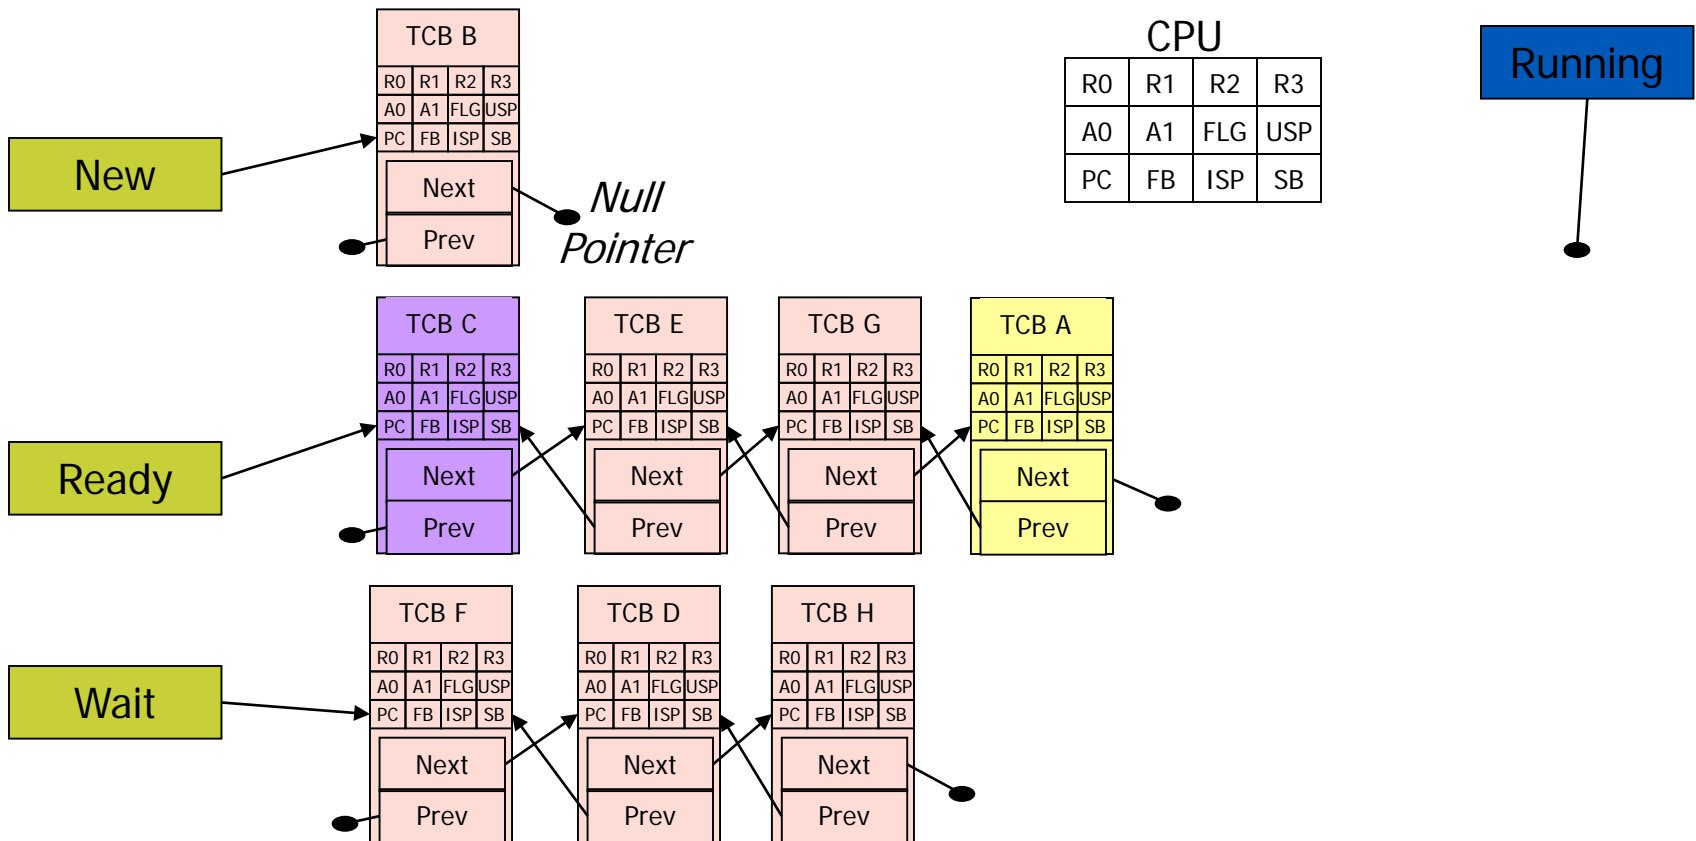 TCB B
R0 R1 R2 R3
A0 A1 FLG USP
PC FB ISP SB
Next
Prev
New
Null
Pointer
CPU
R0 R1 R2 R3
A0 A1 FLG USP
PC FB ISP SB
Running
Ready
TCB C
R0 R1 R2 R3
A0 A1 FLG USP
PC FB ISP SB
Next
Prev
TCB E
R0 R1 R2 R3
A0 A1 FLG USP
PC FB ISP SB
Next
Prev
TCB G
R0 R1 R2 R3
A0 A1 FLG USP
PC FB ISP SB
Next
Prev
TCB A
R0 R1 R2 R3
A0 A1 FLG USP
PC FB ISP SB
Next
Prev
Wait
TCB F
R0 R1 R2 R3
A0 A1 FLG USP
PC FB ISP SB
Next
Prev
TCB D
R0 R1 R2 R3
A0 A1 FLG USP
PC FB ISP SB
Next
Prev
TCB H
R0 R1 R2 R3
A0 A1 FLG USP
PC FB ISP SB
Next
Prev